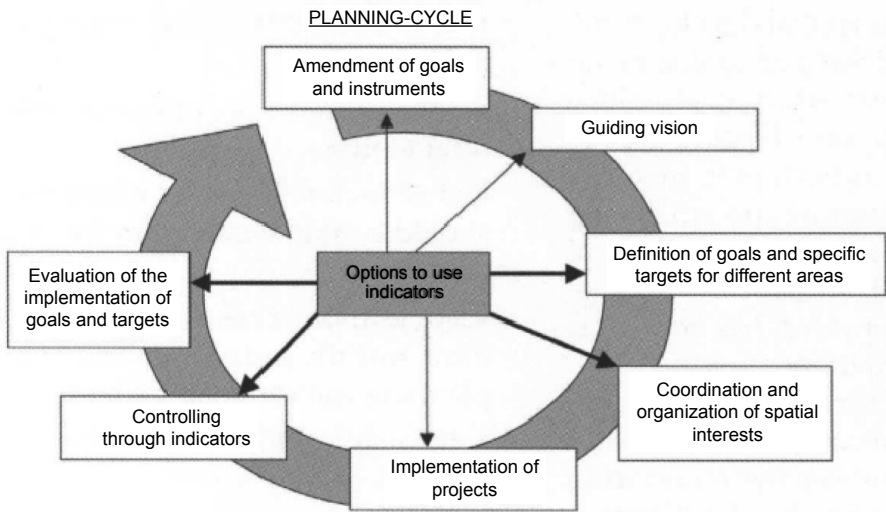 PLANNING-CYCLE
Amendment of goals
and instruments
Guiding vision
Definition of goals and specific
targets for different areas
Coordination and
organization of spatial
interests
Implementation of
projects
Controlling
through indicators
Evaluation of the
implementation of
goals and targets
Options to use
indicators